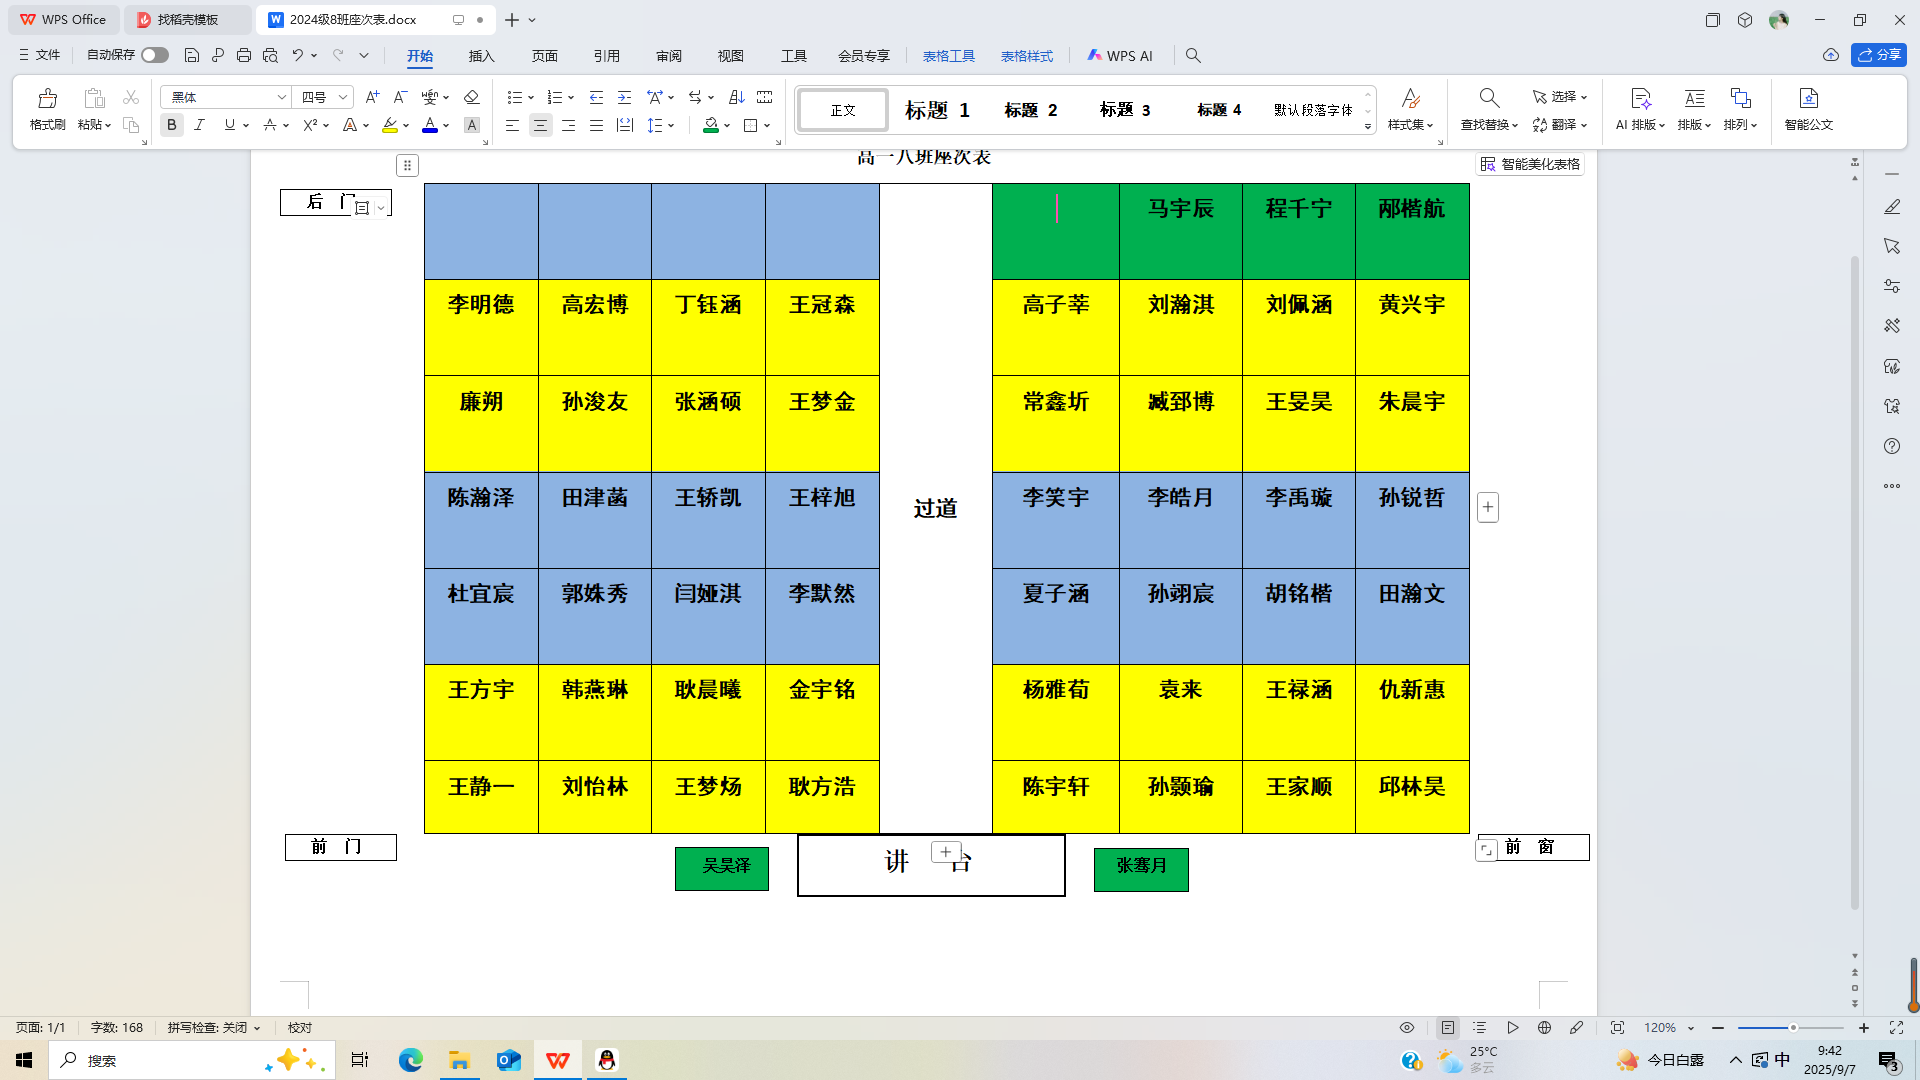 WPS Office
找稻壳模板
2024级8班座次表.docx
文件
自动保存
开始
插入
页面
引用
审阅
视图
工具
会员专享
表格工具
表格样式
WPS AI
分享
格式刷
粘贴
黑体
四号
正文
标题 1
标题 2
标题 3
标题 4
默认段落字体
样式集
查找替换
选择
翻译
AI 排版
排版
排列
智能公文
高一八班座次表
智能美化表格
后 门
马宇辰 程千宁 邴楷航
李明德 高宏博 丁钰涵 王冠森 高子莘 刘瀚淇 刘佩涵 黄兴宇
廉朔 孙浚友 张涵硕 王梦金 常鑫圻 臧郅博 王旻昊 朱晨宇
陈瀚泽 田津菡 王轿凯 王梓旭 过道 李笑宇 李皓月 李禹璇 孙锐哲
杜宜宸 郭姝秀 闫娅淇 李默然 夏子涵 孙翊宸 胡铭楷 田瀚文
王方宇 韩燕琳 耿晨曦 金宇铭 杨雅荀 袁来 王禄涵 仇新惠
王静一 刘怡林 王梦炀 耿方浩 陈宇轩 孙颢瑜 王家顺 邱林昊
前 门
讲 台
前 窗
吴昊泽
张骞月
页面: 1/1
字数: 168
拼写检查: 关闭
校对
120%
搜索
25°C
多云
今日白露
中
9:42
2025/9/7
3